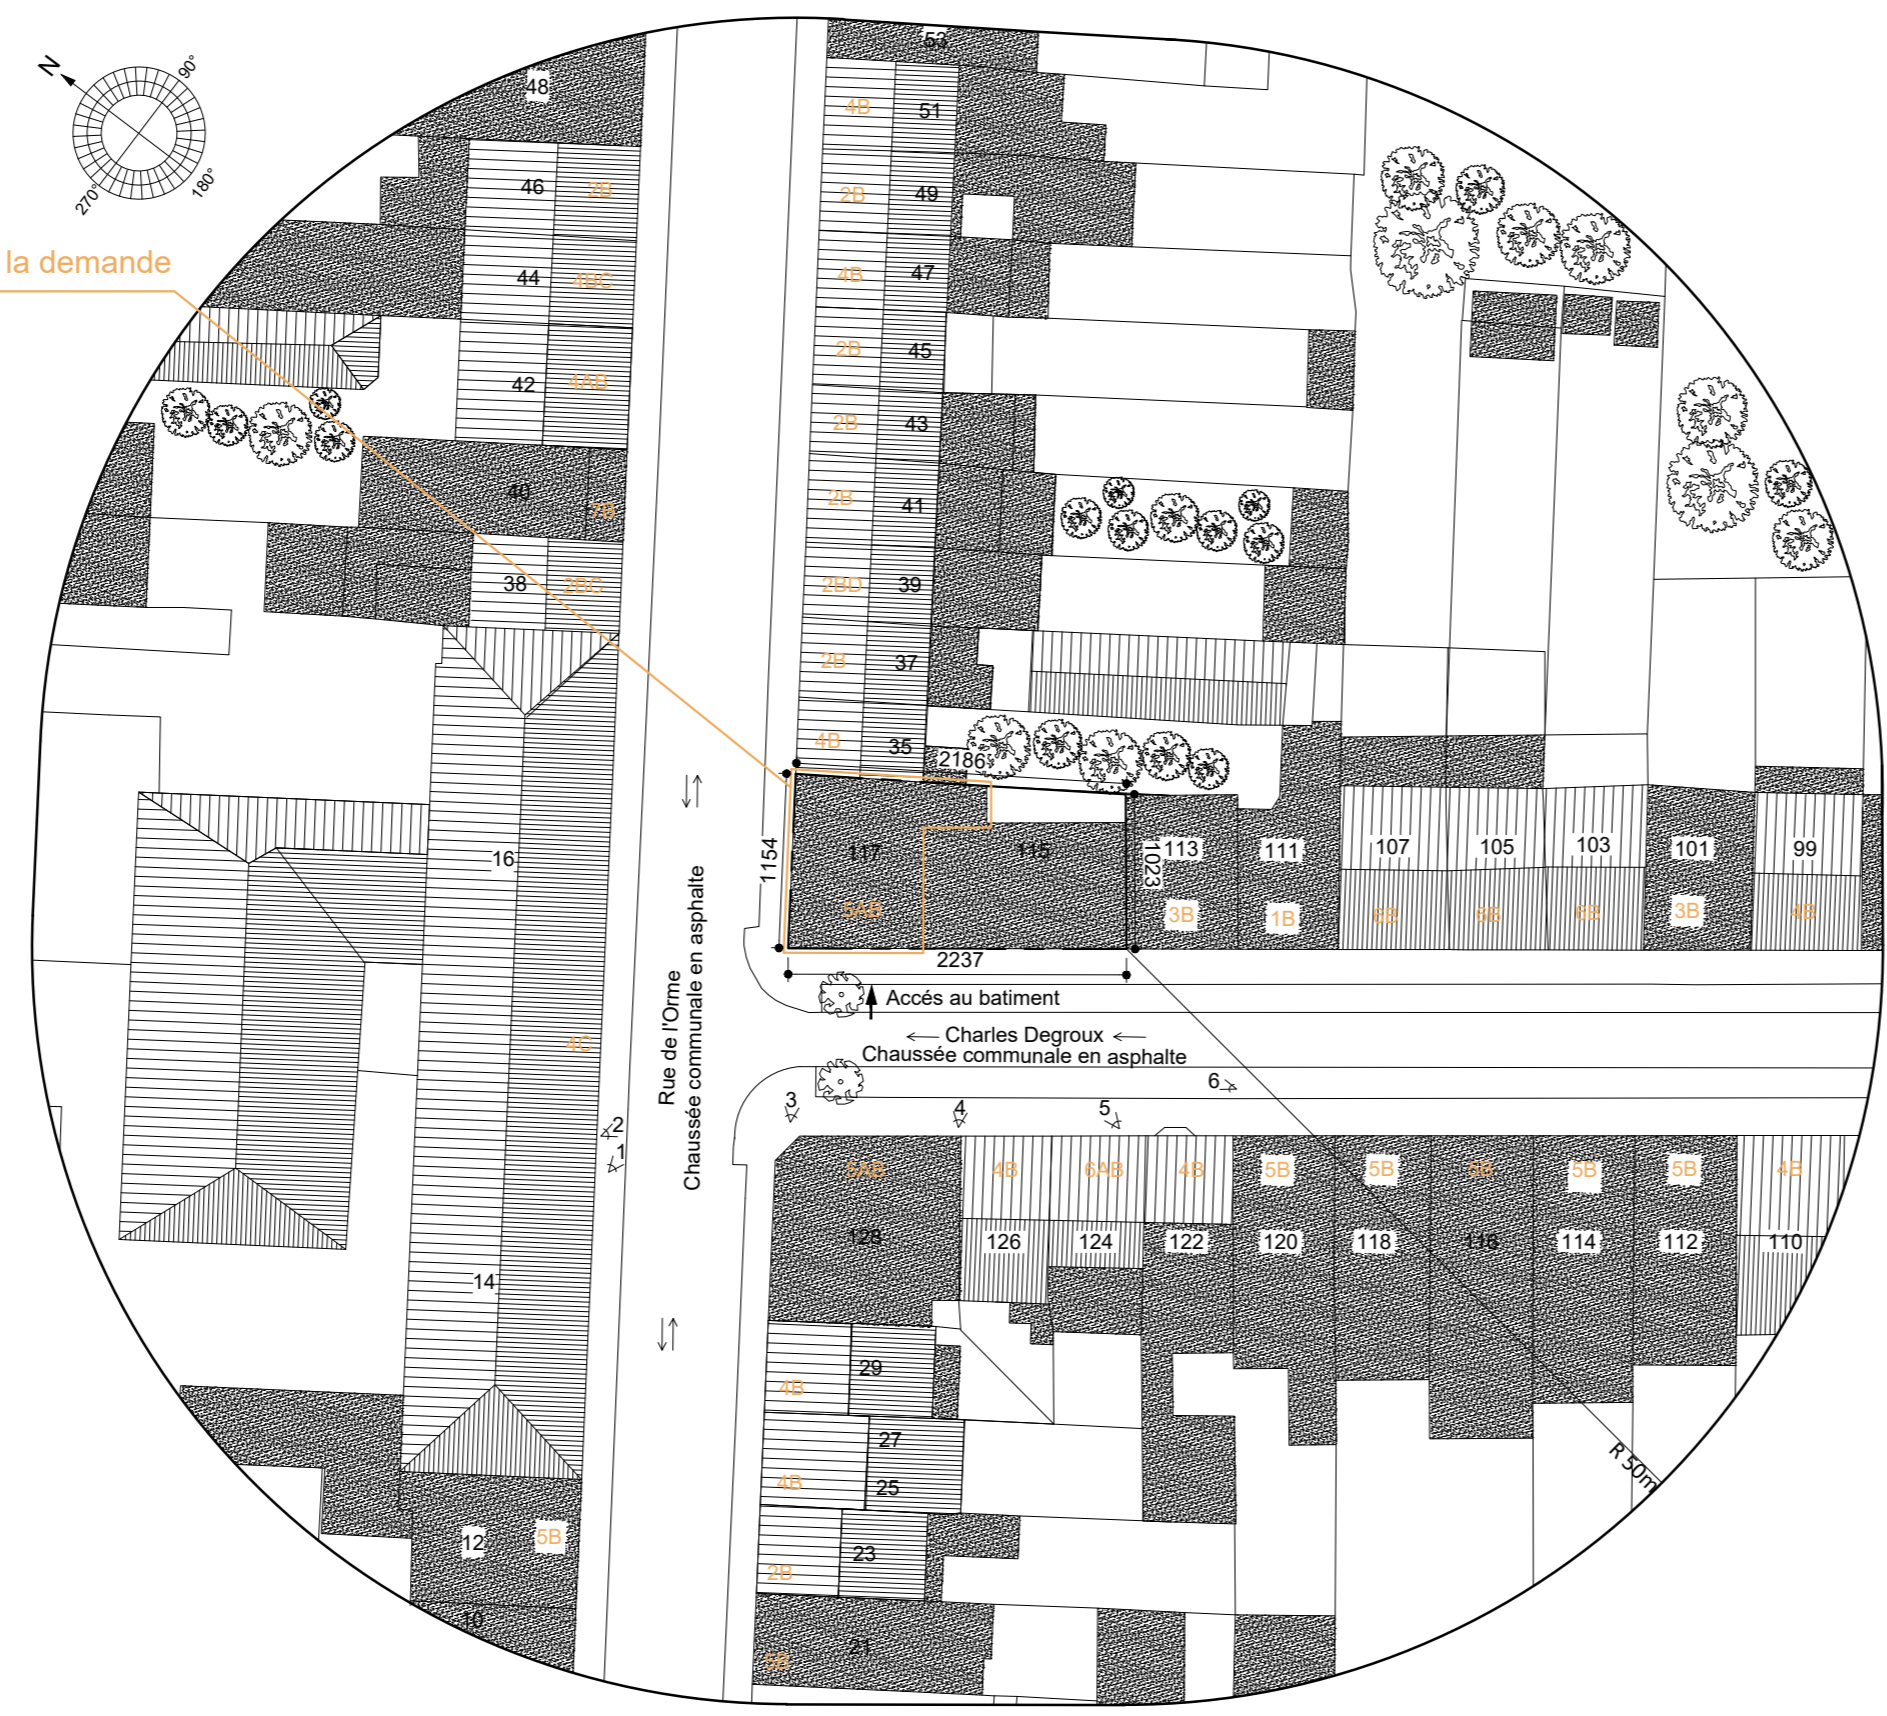 N
90°
180°
270°
la demande
53
48
4B
51
46
2B
2B
49
44
4BC
4B
47
42
4AB
2B
45
2B
43
40
7B
2B
41
38
2BC
2BD
39
2B
37
4B
35
2186
1154
117
115
1023
113
111
107
105
103
101
99
5AB
3B
1B
6B
6B
6B
3B
4B
2237
16
Accés au batiment
Rue de l'Orme
Chaussée communale en asphalte
← Charles Degroux ←
Chaussée communale en asphalte
4C
6
3
4
5
2
1
5AB
4B
6AB
4B
5B
5B
5B
5B
5B
4B
128
126
124
122
120
118
116
114
112
110
14
29
4B
27
4B
25
R 50m
12
5B
23
2B
10
21
5B